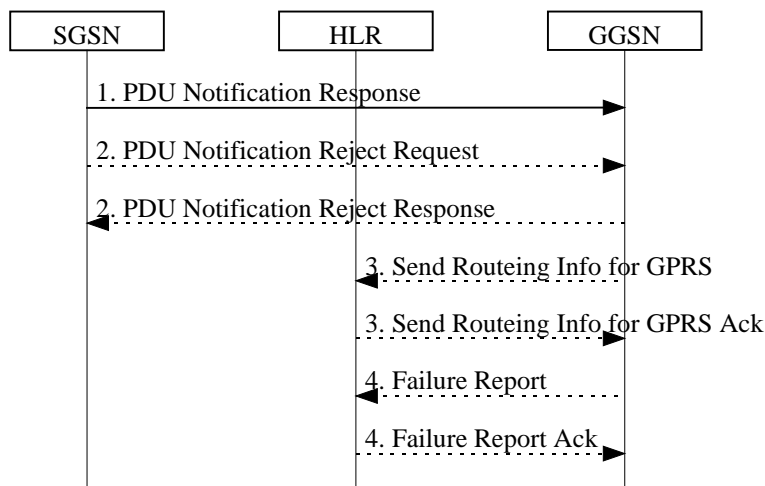 SGSN HLR GGSN
1. PDU Notification Response
2. PDU Notification Reject Request
2. PDU Notification Reject Response
3. Send Routeing Info for GPRS
3. Send Routeing Info for GPRS Ack
4. Failure Report
4. Failure Report Ack